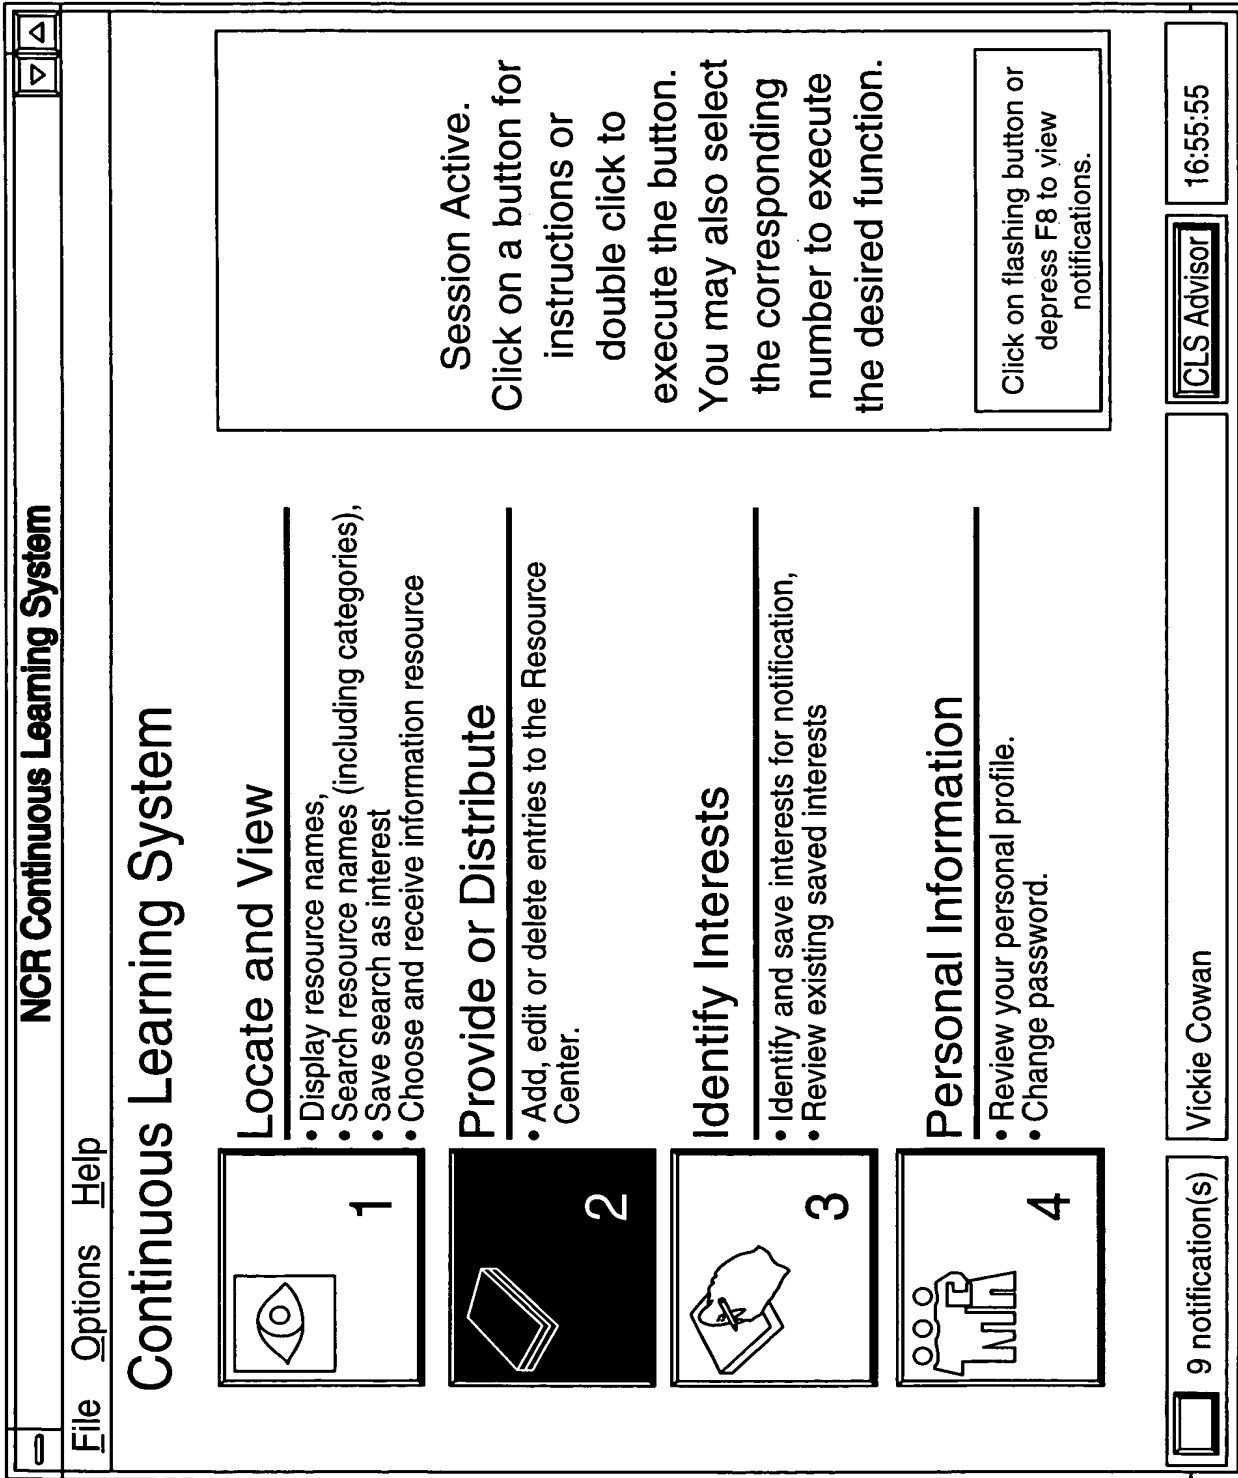 NCR Continuous Learning System
File Options Help
Continuous Learning System
1
Locate and View
• Display resource names,
• Search resource names (including categories),
• Save search as interest
• Choose and receive information resource
2
Provide or Distribute
• Add, edit or delete entries to the Resource
Center.
3
Identify Interests
• Identify and save interests for notification,
• Review existing saved interests
4
Personal Information
• Review your personal profile.
• Change password.
Session Active.
Click on a button for
instructions or
double click to
execute the button.
You may also select
the corresponding
number to execute
the desired function.
Click on flashing button or
depress F8 to view
notifications.
9 notification(s)
Vickie Cowan
CLS Advisor
16:55:55